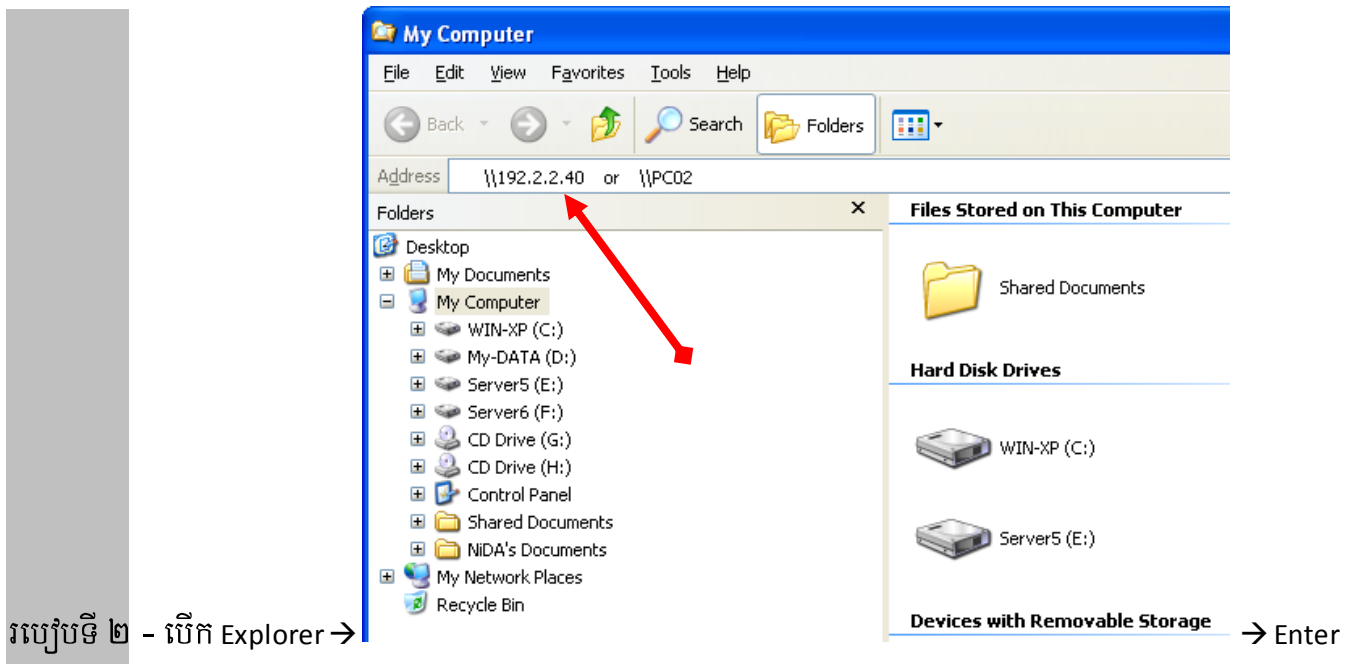 My Computer
File Edit View Favorites Tools Help
Back Search Folders
Address \\192.2.2.40 or \\PC02
Folders
Desktop
My Documents
My Computer
WIN-XP (C:)
My-DATA (D:)
Server5 (E:)
Server6 (F:)
CD Drive (G:)
CD Drive (H:)
Control Panel
Shared Documents
NiDA's Documents
My Network Places
Recycle Bin
Files Stored on This Computer
Shared Documents
Hard Disk Drives
WIN-XP (C:)
Server5 (E:)
Devices with Removable Storage
របៀបទី ២ – បើក Explorer → → Enter